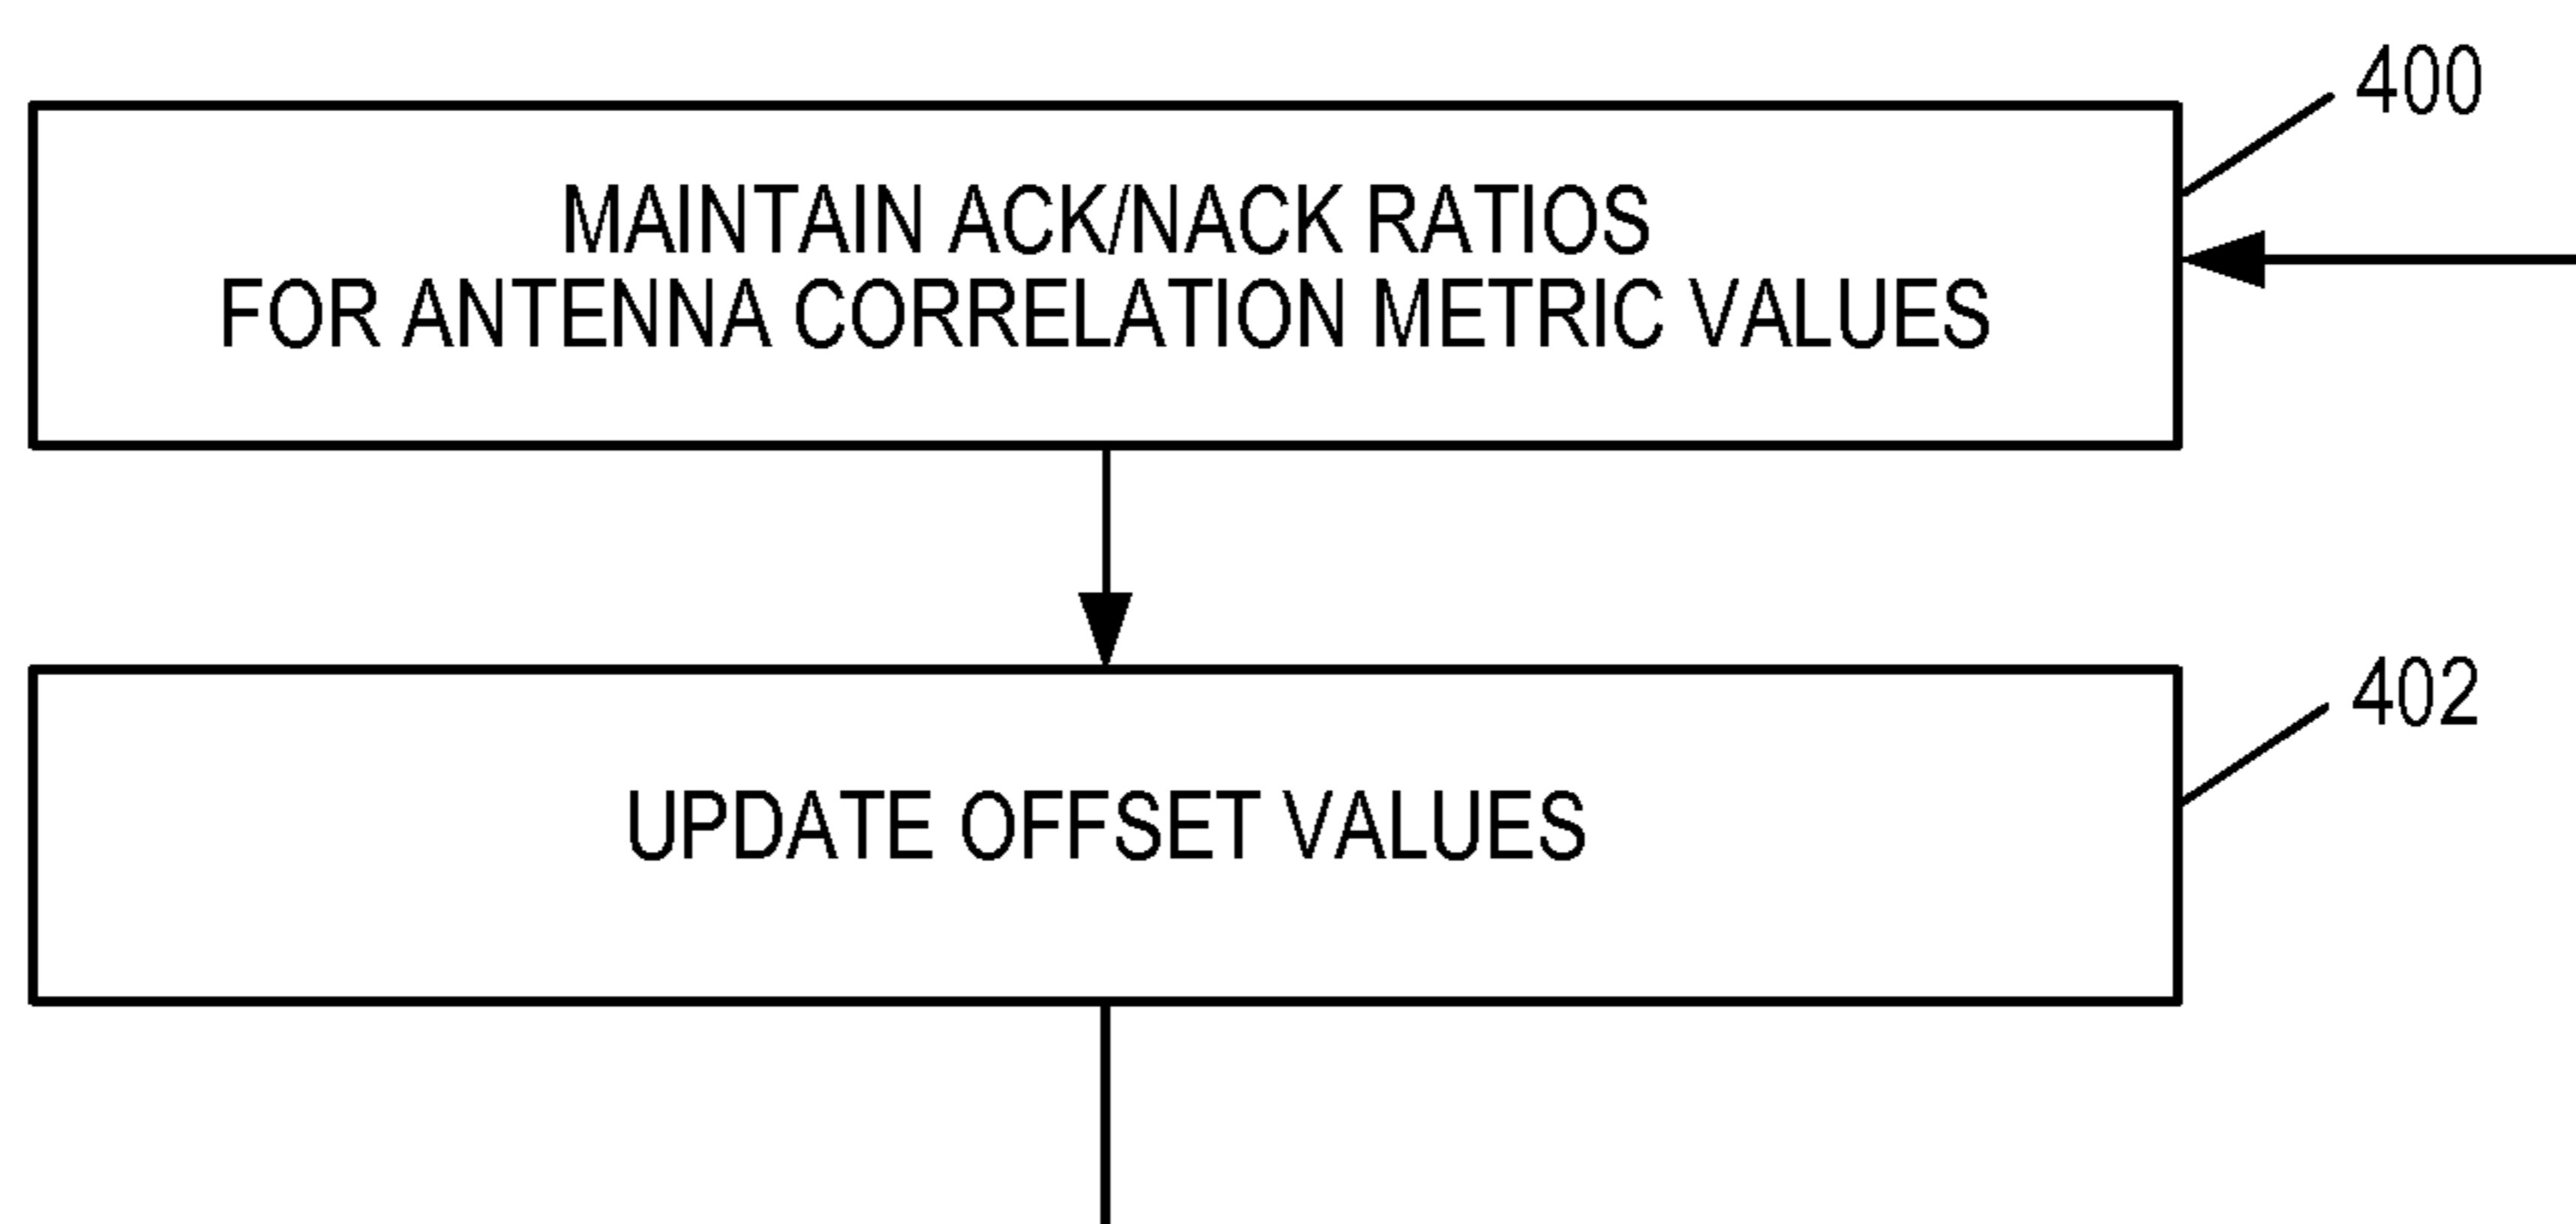 400
MAINTAIN ACK/NACK RATIOS
FOR ANTENNA CORRELATION METRIC VALUES
402
UPDATE OFFSET VALUES